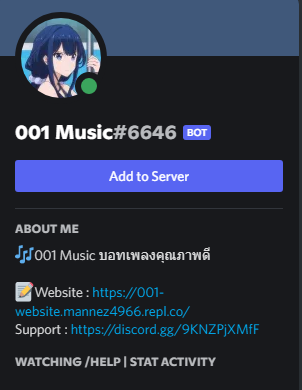 001 Music#6646 BOT
Add to Server
ABOUT ME
🎶001 Music บอทเพลงคุณภาพดี
📝Website : https://001-
website.mannez4966.repl.co/
Support : https://discord.gg/9KNZPjXMfF
WATCHING /HELP | STAT ACTIVITY